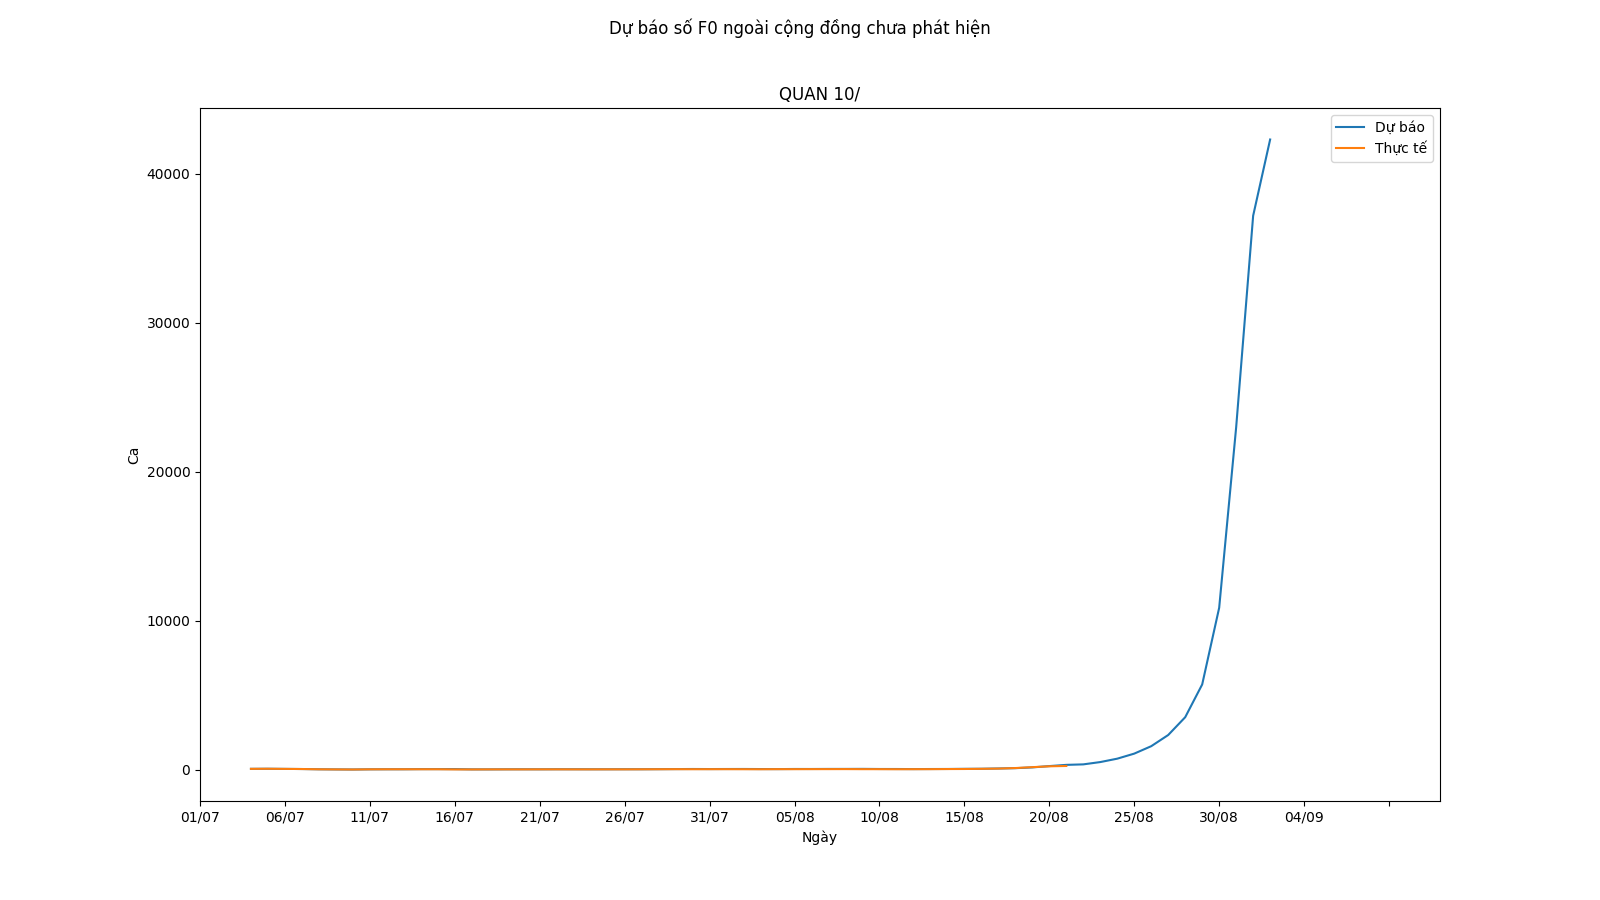 Dự báo số F0 ngoài cộng đồng chưa phát hiện
QUAN 10/
Dự báo
Thực tế
40000
30000
20000
10000
0
Ca
01/07 06/07 11/07 16/07 21/07 26/07 31/07 05/08 10/08 15/08 20/08 25/08 30/08 04/09
Ngày